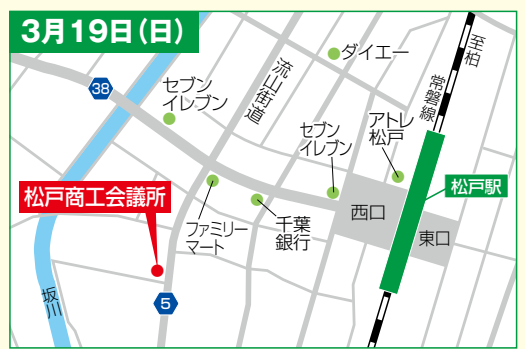 3月19日(日)
至柏
ダイエー
常磐線
流山街道
38
セブン
イレブン
アトレ
松戸
セブン
イレブン
松戸駅
松戸商工会議所
西口
ファミリー
マート
千葉
銀行
東口
坂川
5